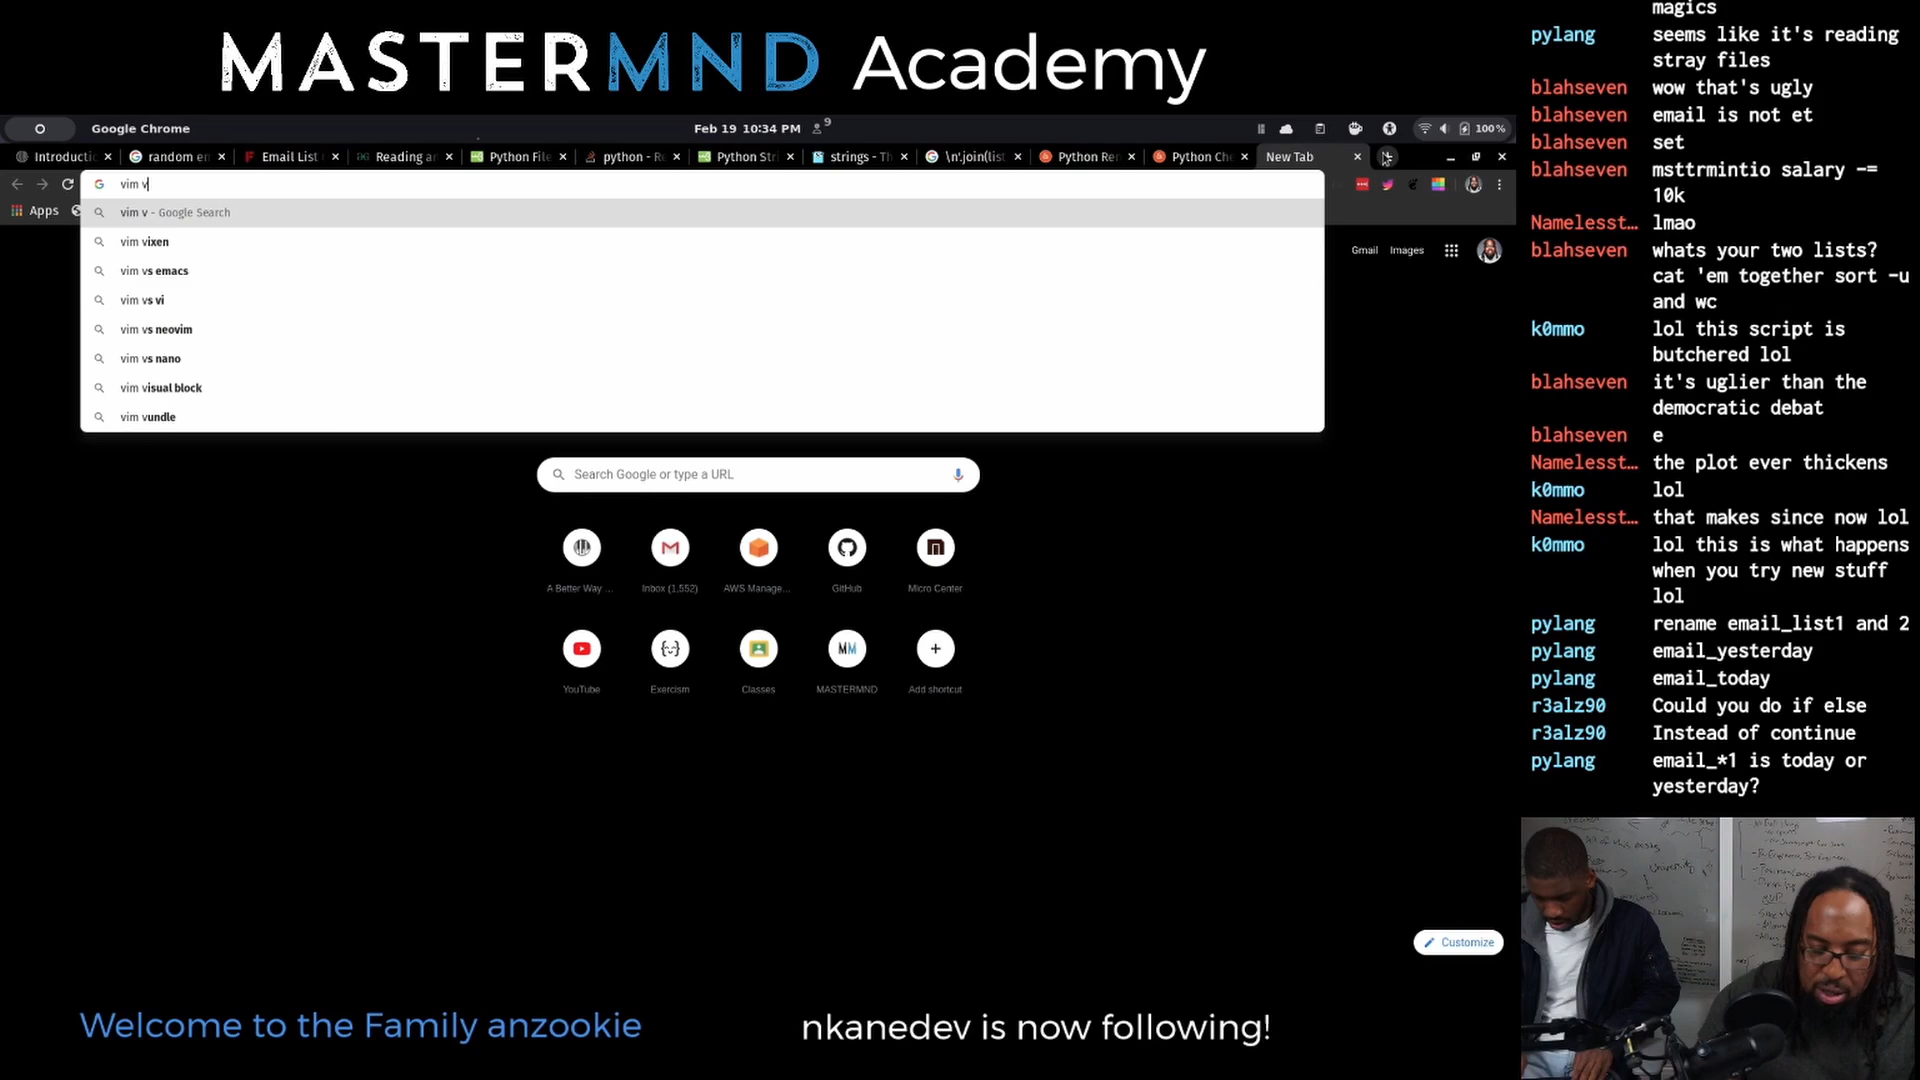 MASTERMND Academy
Google Chrome
Feb 19 10:34 PM
9
100%
Introductic
random em
Email List
Reading an
Python File
python - Re
Python Stri
strings - Th
\n'.join(list
Python Ren
Python Che
New Tab
vim v
Apps
vim v - Google Search
vim vixen
vim vs emacs
vim vs vi
vim vs neovim
vim vs nano
vim visual block
vim vundle
Gmail
Images
Search Google or type a URL
A Better Way ...
Inbox (1,552)
AWS Manage...
GitHub
Micro Center
YouTube
Exercism
Classes
MM
MASTERMND
Add shortcut
Customize
Welcome to the Family anzookie
nkanedev is now following!
magics
pylang seems like it's reading
stray files
blahseven wow that's ugly
blahseven email is not et
blahseven set
blahseven msttrmintio salary -=
10k
Namelesst… lmao
blahseven whats your two lists?
cat 'em together sort -u
and wc
k0mmo lol this script is
butchered lol
blahseven it's uglier than the
democratic debat
blahseven e
Namelesst… the plot ever thickens
k0mmo lol
Namelesst… that makes since now lol
k0mmo lol this is what happens
when you try new stuff
lol
pylang rename email_list1 and 2
pylang email_yesterday
pylang email_today
r3alz90 Could you do if else
r3alz90 Instead of continue
pylang email_*1 is today or
yesterday?